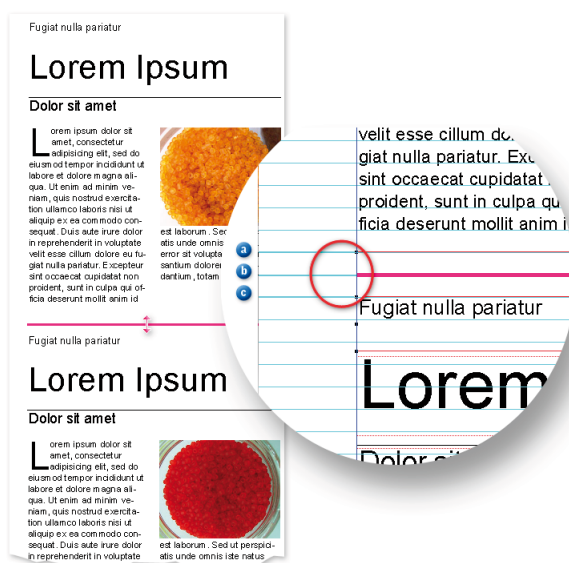 Fugiat nulla pariatur
Lorem Ipsum
Dolor sit amet
Lorem ipsum dolor sit
amet, consectetur
adipisicing elit, sed do
eiusmod tempor incididunt ut
labore et dolore magna ali-
qua. Ut enim ad minim ve-
niam, quis nostrud exercita-
tion ullamco laboris nisi ut
aliquip ex ea commodo con-
sequat. Duis aute irure dolor
in reprehenderit in voluptate
velit esse cillum dolore eu fu-
giat nulla pariatur. Excepteur
sint occaecat cupidatat non
proident, sunt in culpa qui of-
ficia deserunt mollit anim id
est laborum. Sed
atis unde omnis
error sit volupta
santium dolorer
dantium, totam
a
b
c
velit esse cillum do
giat nulla pariatur. Exc
sint occaecat cupidatat
proident, sunt in culpa qu
ficia deserunt mollit anim i
Fugiat nulla pariatur
Lorem
Dolor sit
Fugiat nulla pariatur
Lorem Ipsum
Dolor sit amet
Lorem ipsum dolor sit
amet, consectetur
adipisicing elit, sed do
eiusmod tempor incididunt ut
labore et dolore magna ali-
qua. Ut enim ad minim ve-
niam, quis nostrud exercita-
tion ullamco laboris nisi ut
aliquip ex ea commodo con-
sequat. Duis aute irure dolor
in reprehenderit in voluptate
est laborum. Sed ut perspici-
atis unde omnis iste natus